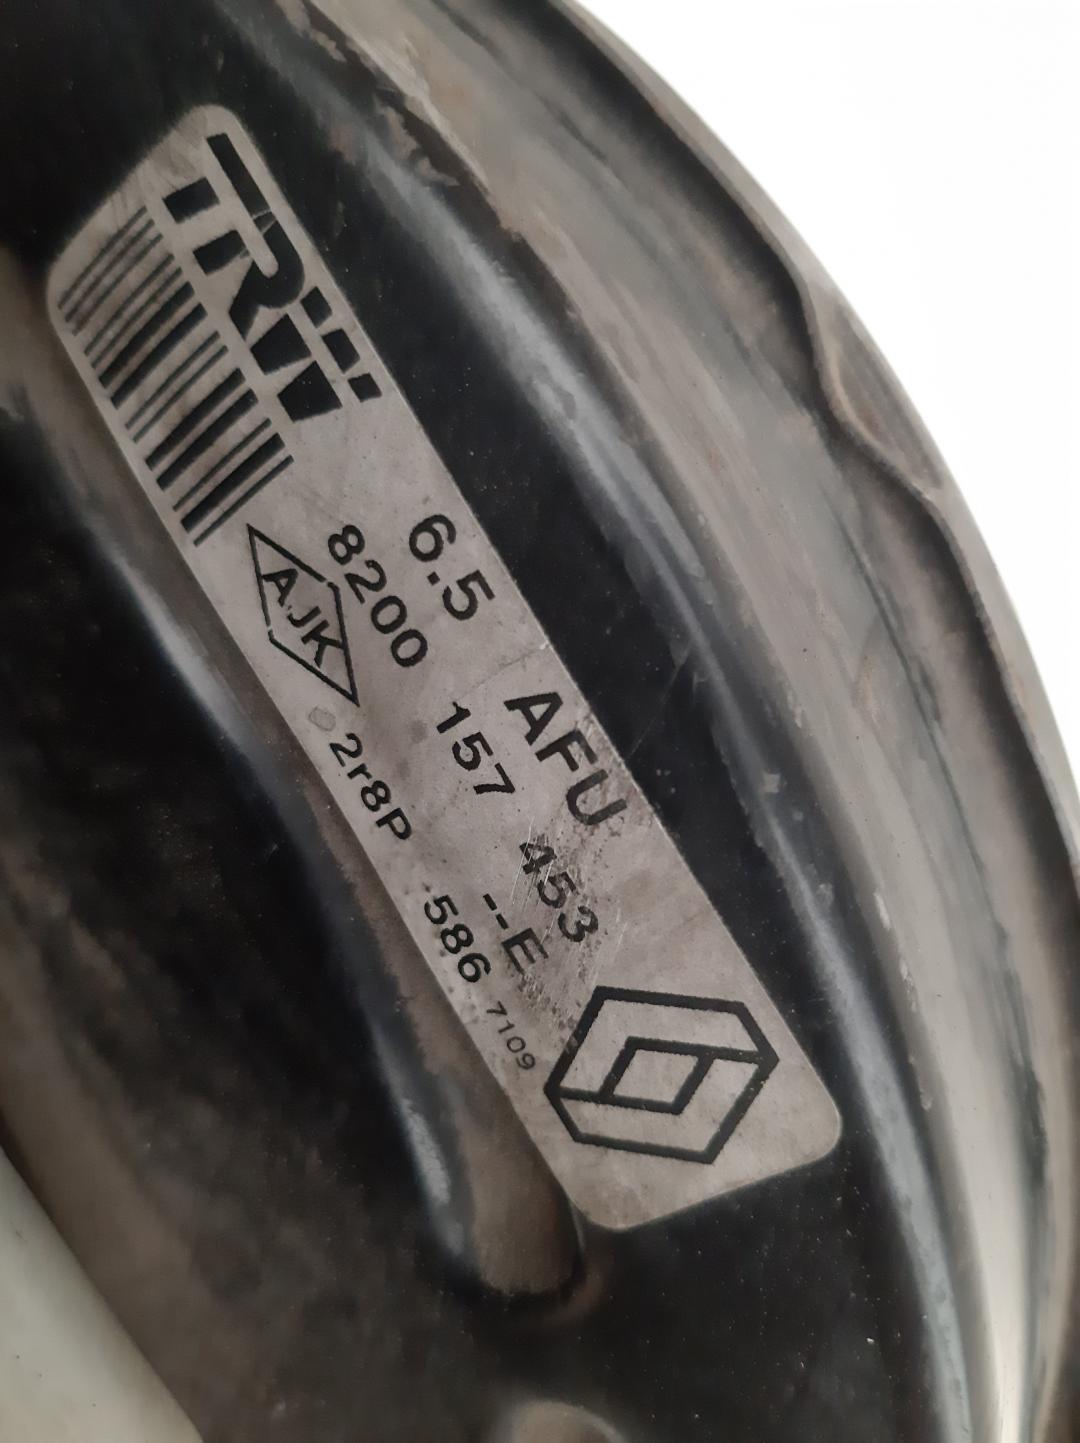 TRW
6.5 AFU
8200 157 453
--E
AJK
2r8P 586 7109